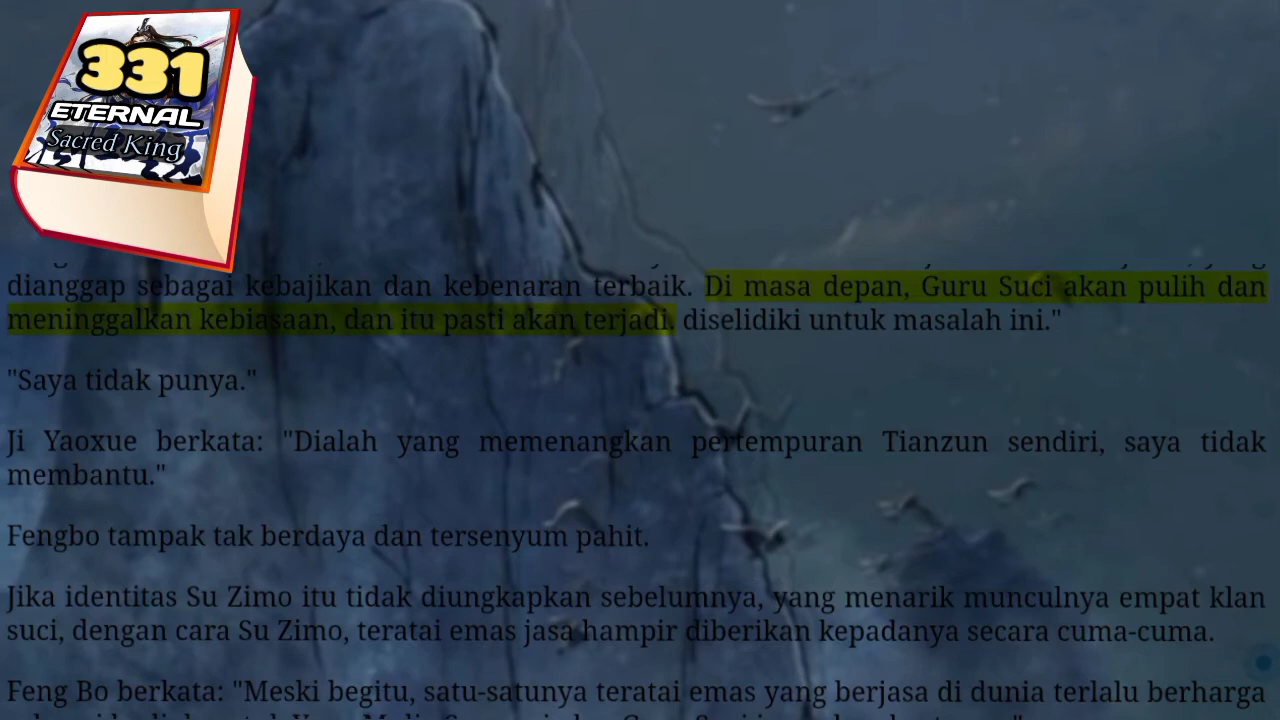 331
ETERNAL
Sacred King
dianggap sebagai kebajikan dan kebenaran terbaik. Di masa depan, Guru Suci akan pulih dan
meninggalkan kebiasaan, dan itu pasti akan terjadi. diselidiki untuk masalah ini."
"Saya tidak punya."
Ji Yaoxue berkata: "Dialah yang memenangkan pertempuran Tianzun sendiri, saya tidak
membantu."
Fengbo tampak tak berdaya dan tersenyum pahit.
Jika identitas Su Zimo itu tidak diungkapkan sebelumnya, yang menarik munculnya empat klan
suci, dengan cara Su Zimo, teratai emas jasa hampir diberikan kepadanya secara cuma-cuma.
Feng Bo berkata: "Meski begitu, satu-satunya teratai emas yang berjasa di dunia terlalu berharga